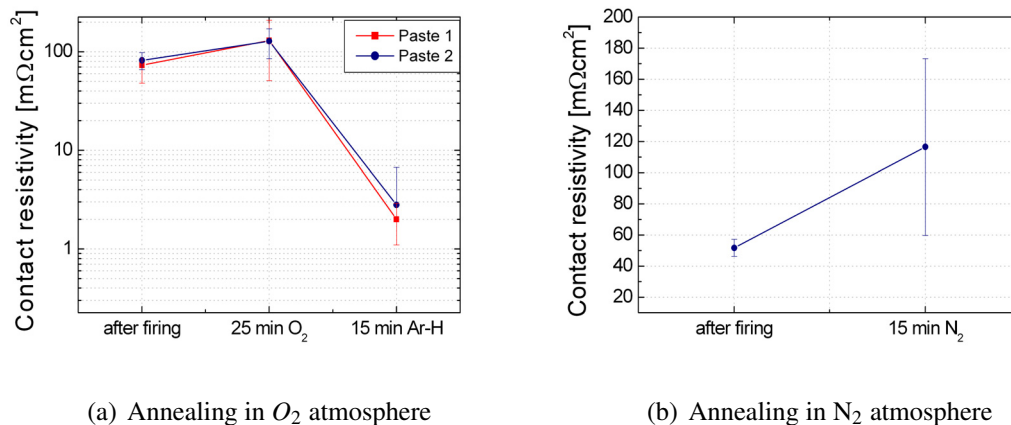 Contact resistivity [mΩcm²]
100
10
1
Paste 1
Paste 2
after firing
25 min O₂
15 min Ar-H
(a) Annealing in O₂ atmosphere
Contact resistivity [mΩcm²]
200
180
160
140
120
100
80
60
40
20
after firing
15 min N₂
(b) Annealing in N₂ atmosphere